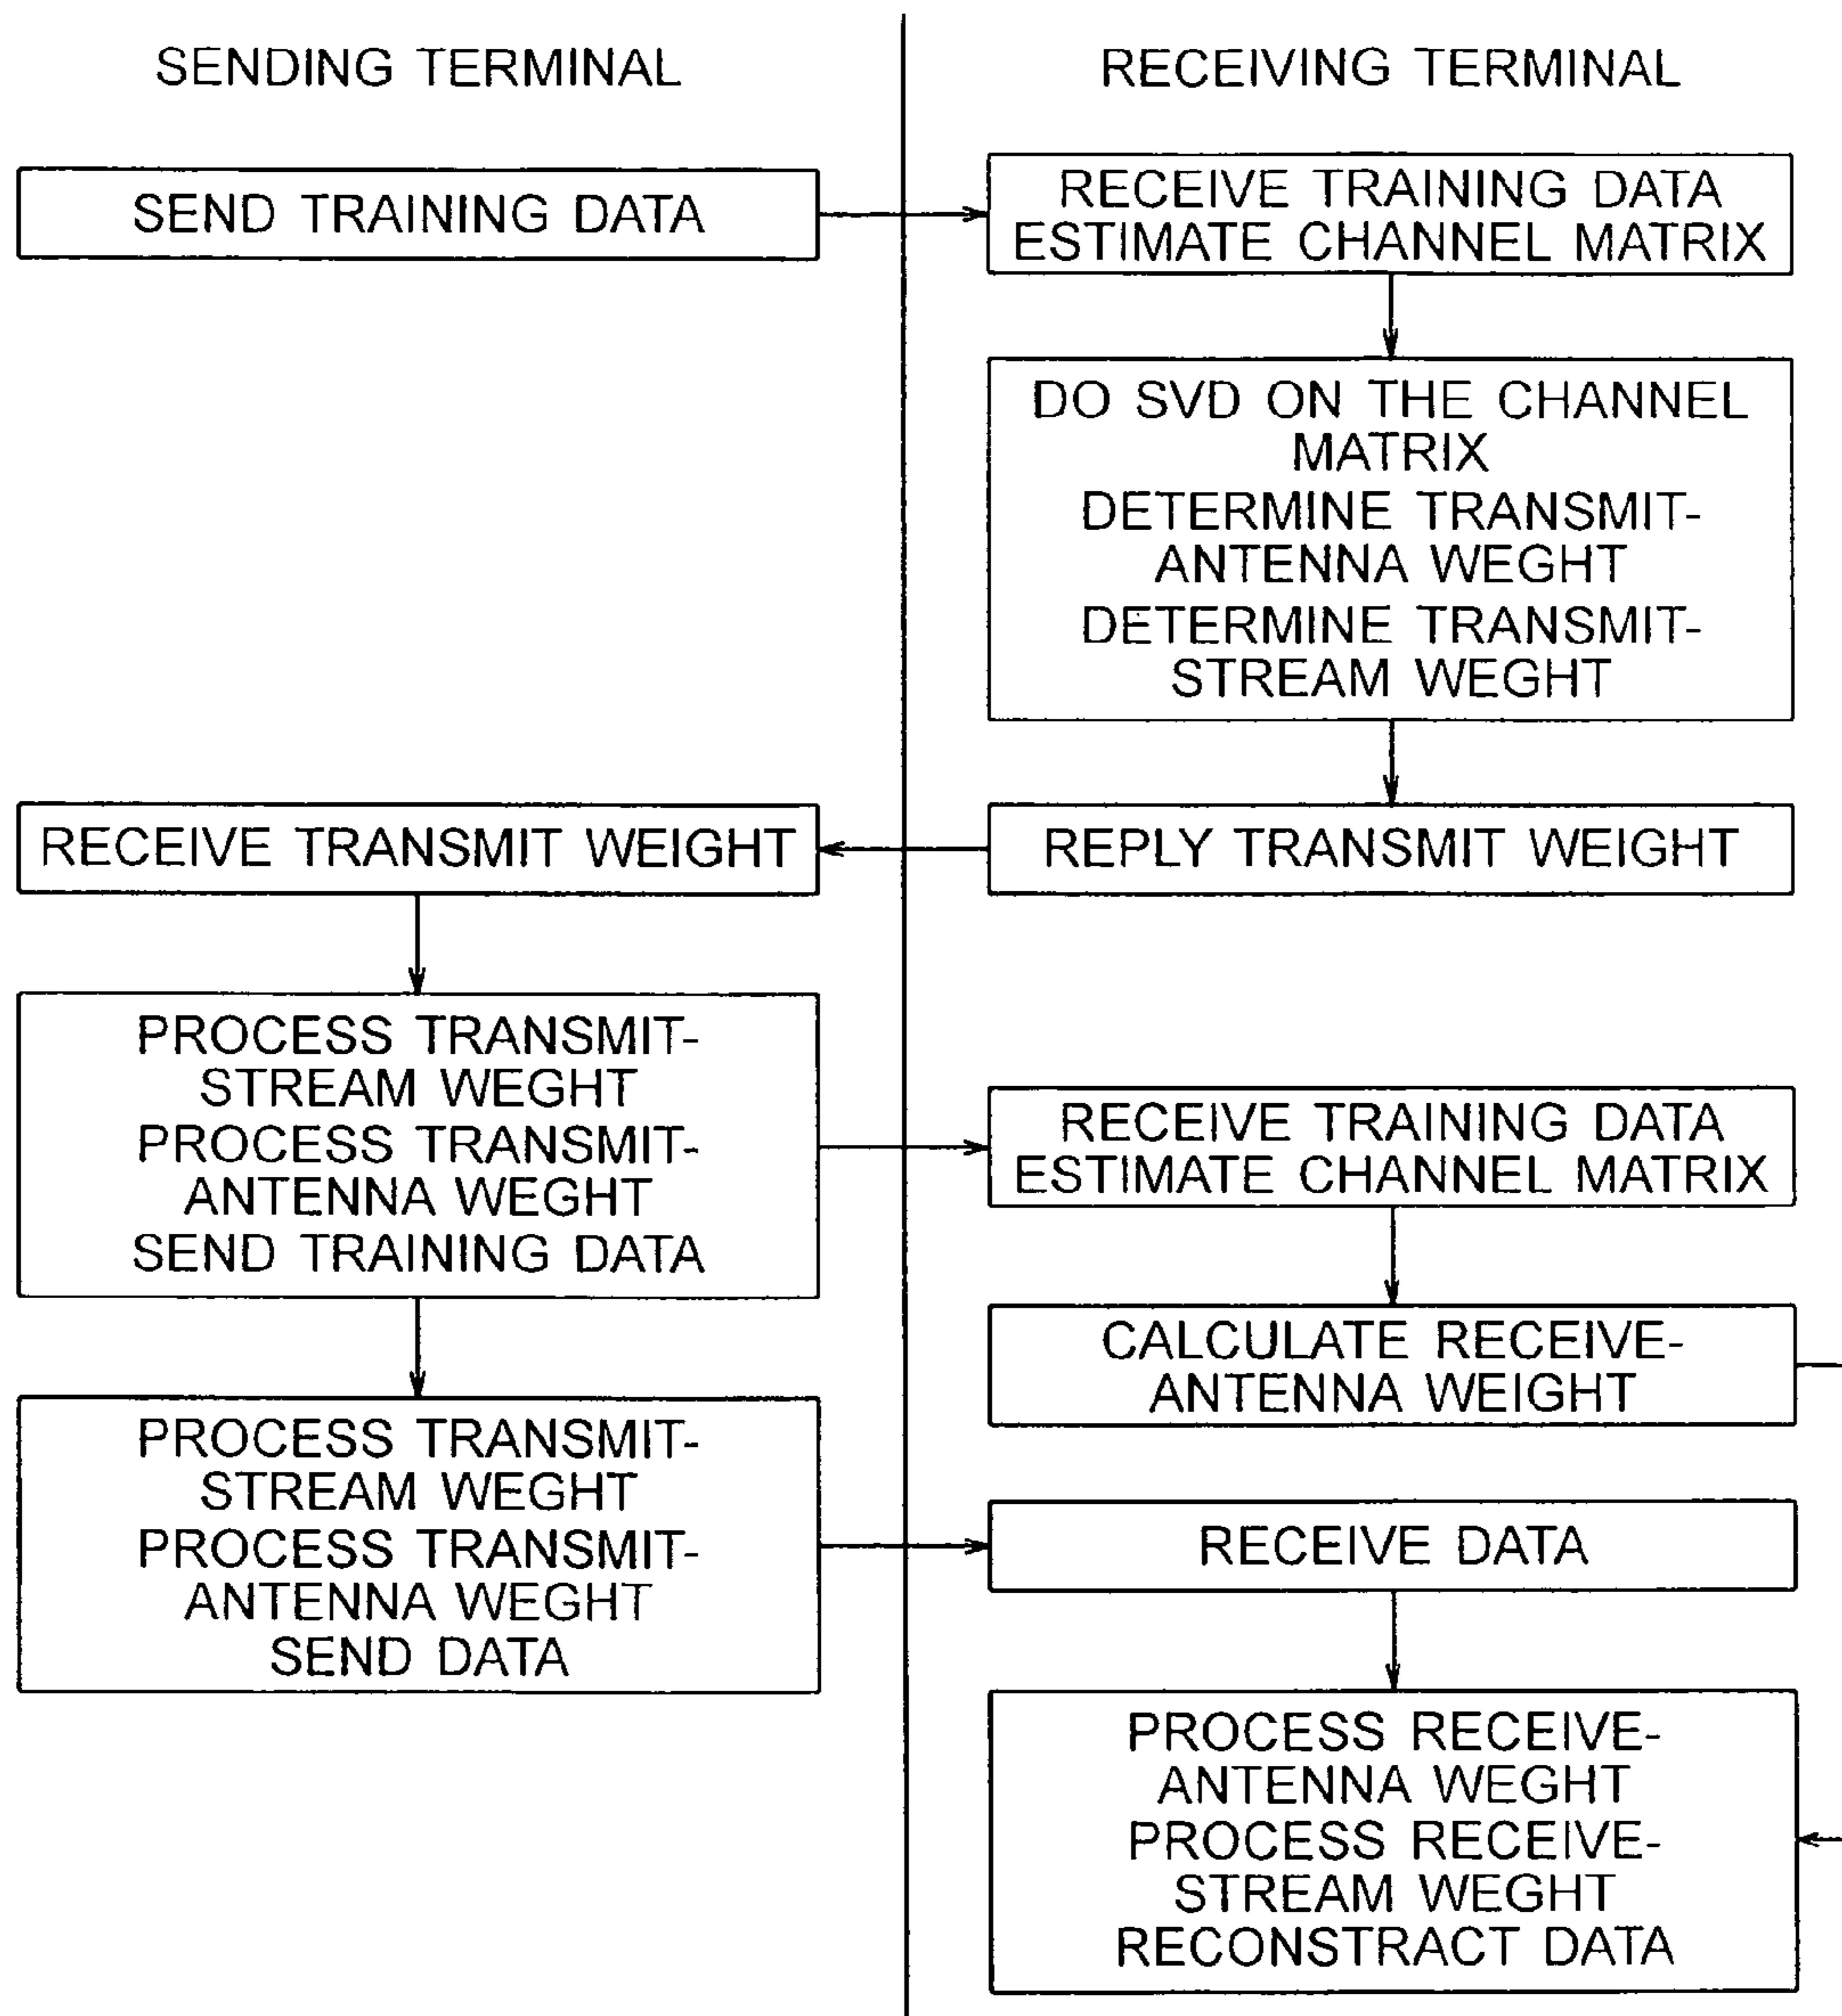 SENDING TERMINAL
RECEIVING TERMINAL
SEND TRAINING DATA
RECEIVE TRAINING DATA
ESTIMATE CHANNEL MATRIX
DO SVD ON THE CHANNEL
MATRIX
DETERMINE TRANSMIT-
ANTENNA WEGHT
DETERMINE TRANSMIT-
STREAM WEGHT
RECEIVE TRANSMIT WEIGHT
REPLY TRANSMIT WEIGHT
PROCESS TRANSMIT-
STREAM WEGHT
PROCESS TRANSMIT-
ANTENNA WEGHT
SEND TRAINING DATA
RECEIVE TRAINING DATA
ESTIMATE CHANNEL MATRIX
CALCULATE RECEIVE-
ANTENNA WEIGHT
PROCESS TRANSMIT-
STREAM WEGHT
PROCESS TRANSMIT-
ANTENNA WEGHT
SEND DATA
RECEIVE DATA
PROCESS RECEIVE-
ANTENNA WEGHT
PROCESS RECEIVE-
STREAM WEGHT
RECONSTRACT DATA